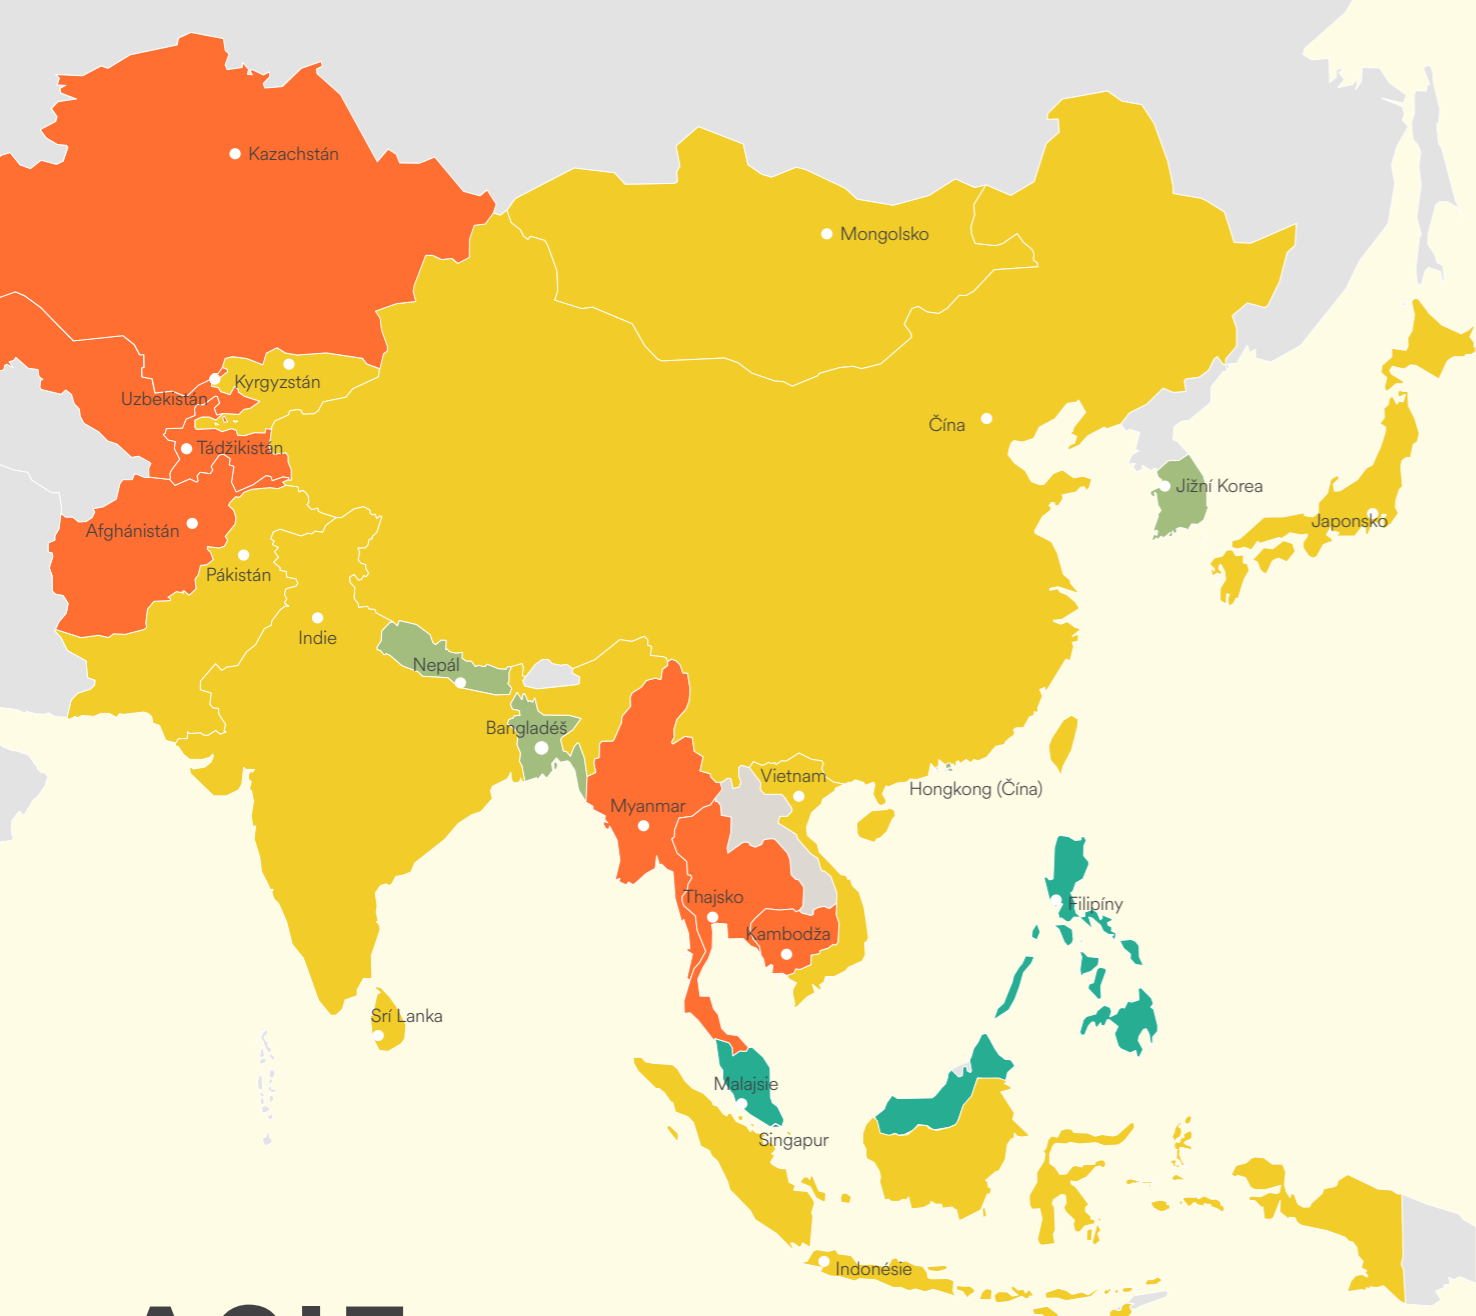 Kazachstán
Mongolsko
Kyrgyzstán
Uzbekistán
Čína
Tádžikistán
Jižní Korea
Japonsko
Afghánistán
Pákistán
Indie
Nepál
Bangladéš
Vietnam
Hongkong (Čína)
Myanmar
Thajsko
Filipíny
Kambodža
Srí Lanka
Malajsie
Singapur
Indonésie